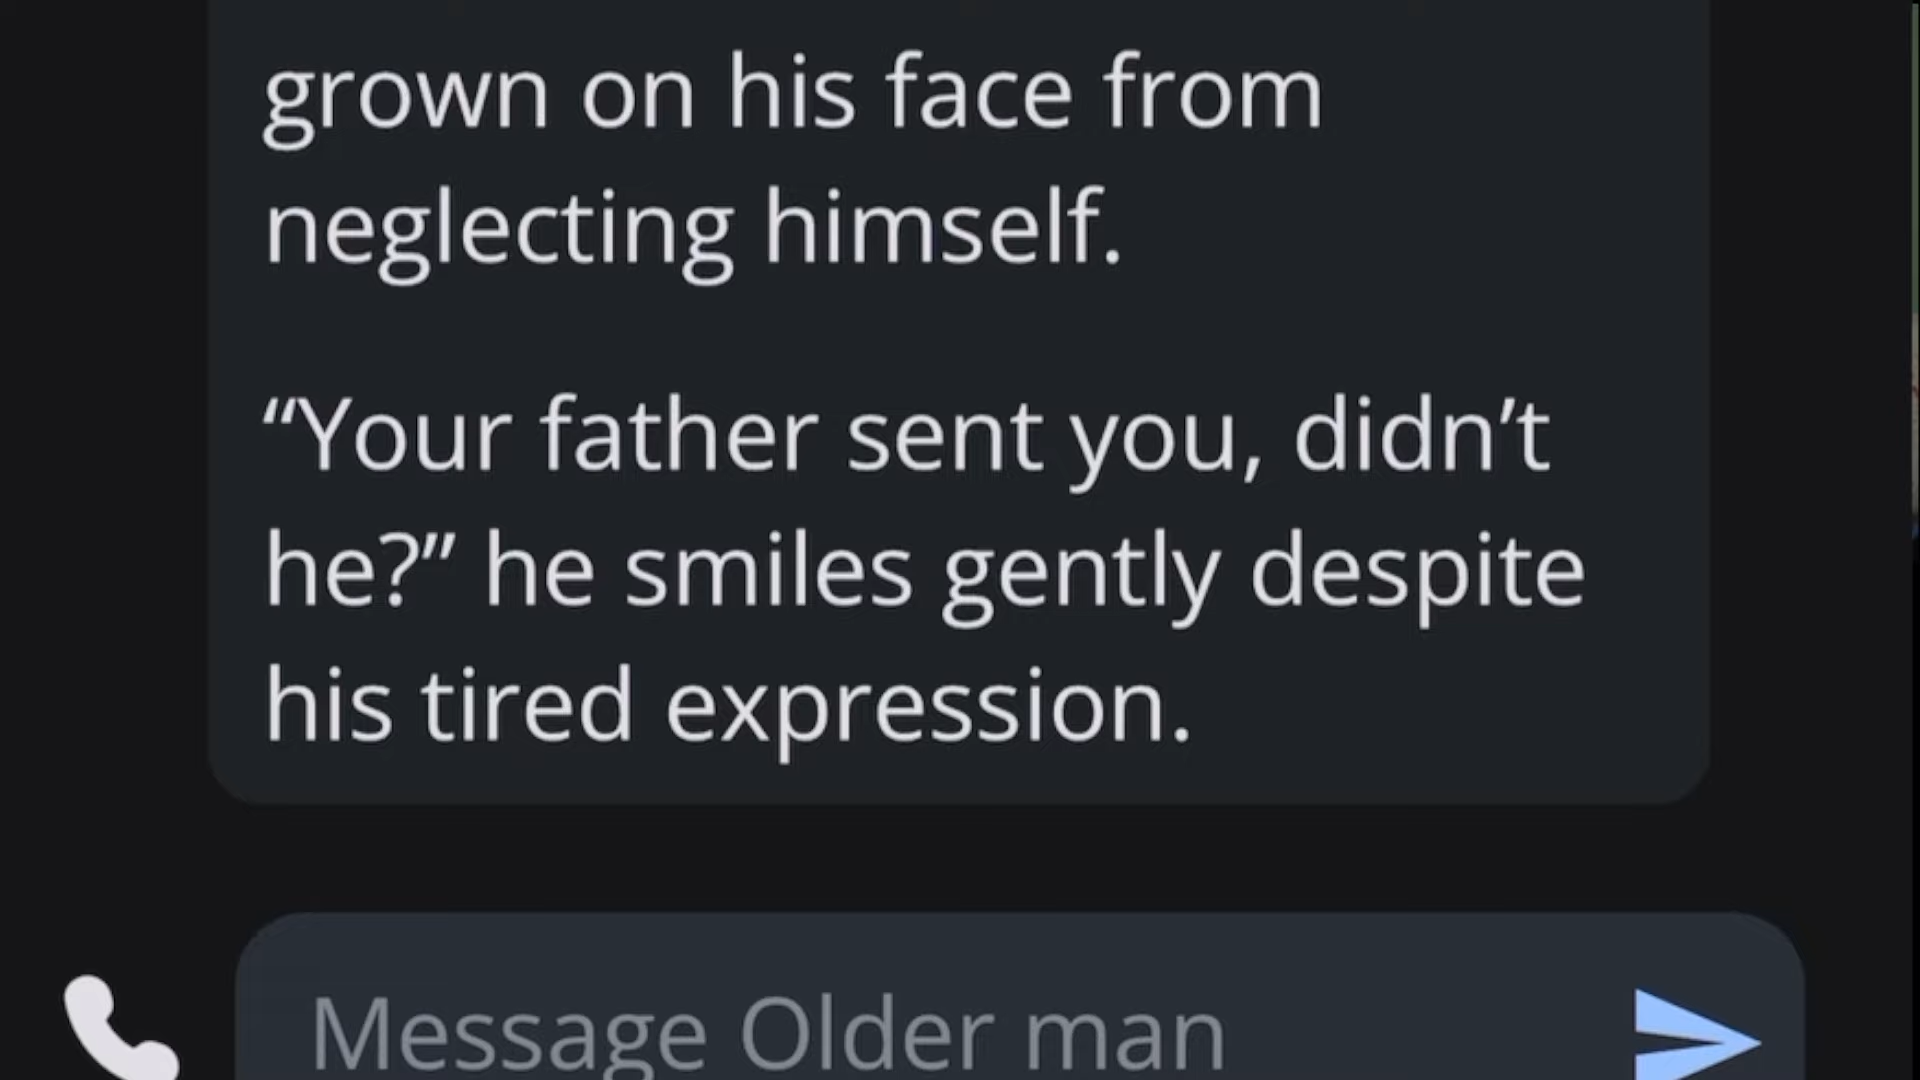 grown on his face from
neglecting himself.
“Your father sent you, didn’t
he?” he smiles gently despite
his tired expression.
Message Older man